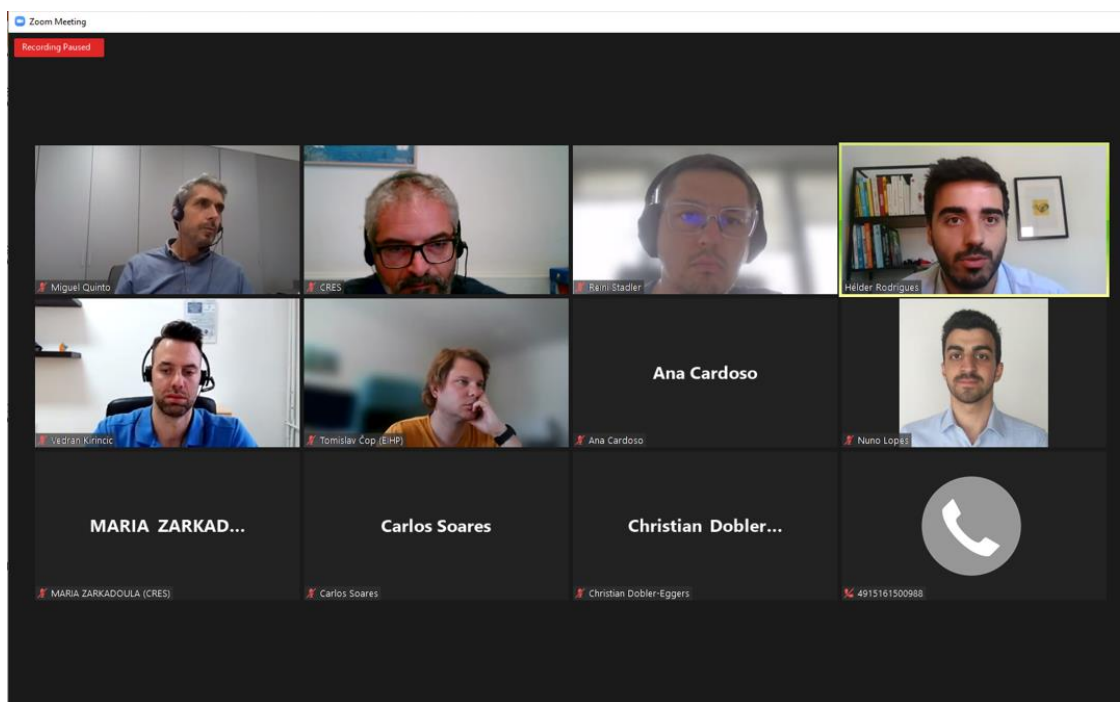 Zoom Meeting
Recording Paused
Miguel Quinto
CRES
Reini Stadler
Hélder Rodrigues
Vedran Kirincic
Tomislav Čop (EIHP)
Ana Cardoso
Ana Cardoso
Nuno Lopes
MARIA ZARKAD...
Carlos Soares
Christian Dobler...
MARIA ZARKADOULA (CRES)
Carlos Soares
Christian Dobler-Eggers
4915161500988